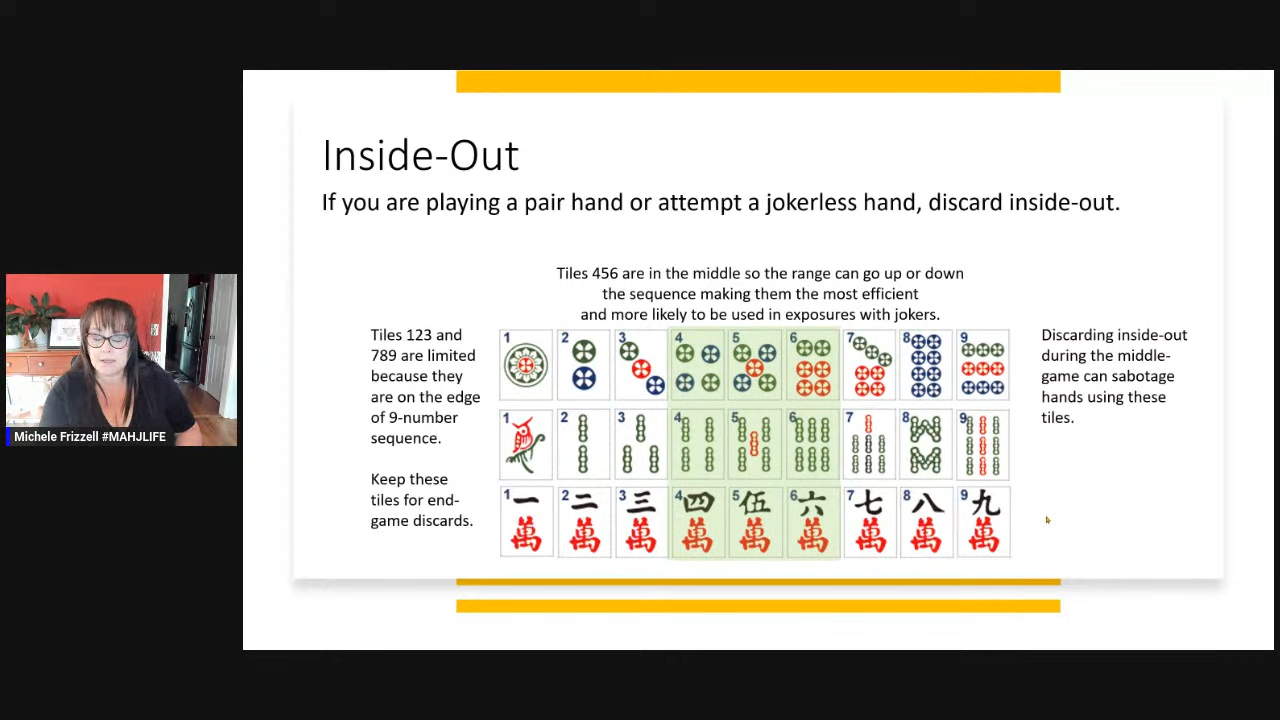 Inside-Out
If you are playing a pair hand or attempt a jokerless hand, discard inside-out.
Tiles 456 are in the middle so the range can go up or down
the sequence making them the most efficient
and more likely to be used in exposures with jokers.
Tiles 123 and
789 are limited
because they
are on the edge
of 9-number
sequence.
Keep these
tiles for end-
game discards.
1 2 3 4 5 6 7 8 9
1 2 3 4 5 6 7 8 9
1 2 3 4 5 6 7 8 9
一 二 三 四 伍 六 七 八 九
萬 萬 萬 萬 萬 萬 萬 萬 萬
Discarding inside-out
during the middle-
game can sabotage
hands using these
tiles.
Michele Frizzell #MAHJLIFE